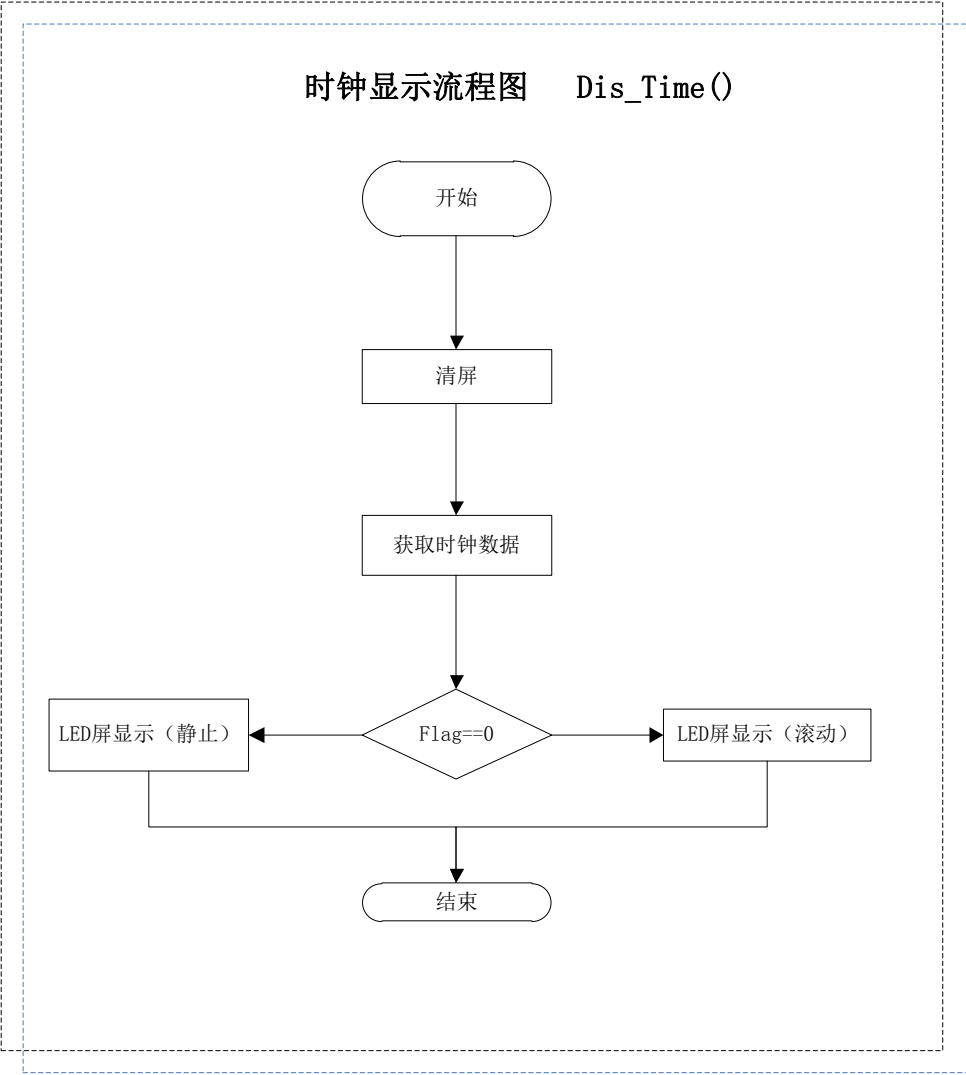 时钟显示流程图 Dis_Time()
开始
清屏
获取时钟数据
LED屏显示（静止）
Flag==0
LED屏显示（滚动）
结束